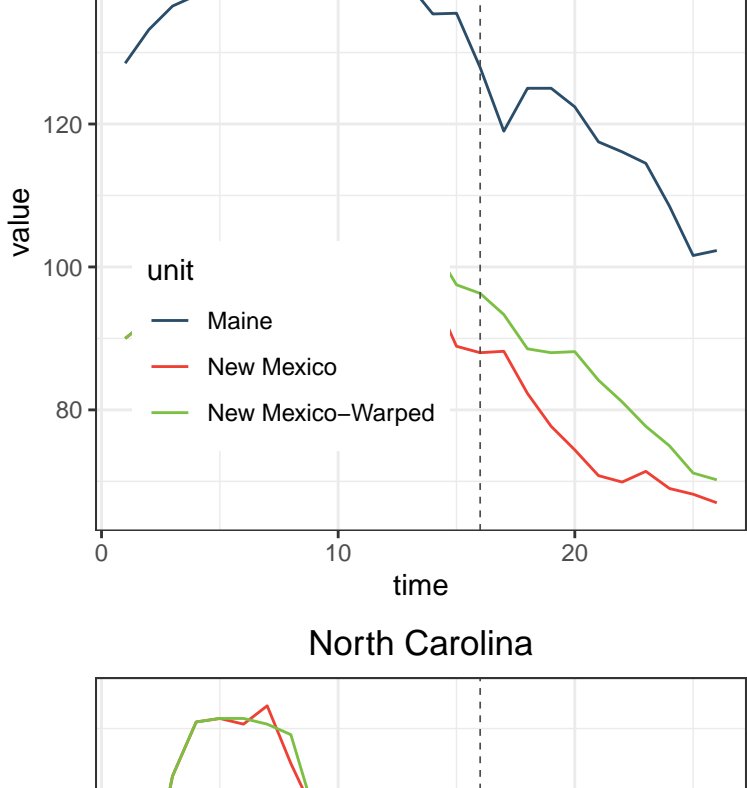 120
value
100
unit
Maine
New Mexico
New Mexico−Warped
80
0 10 20
time
North Carolina